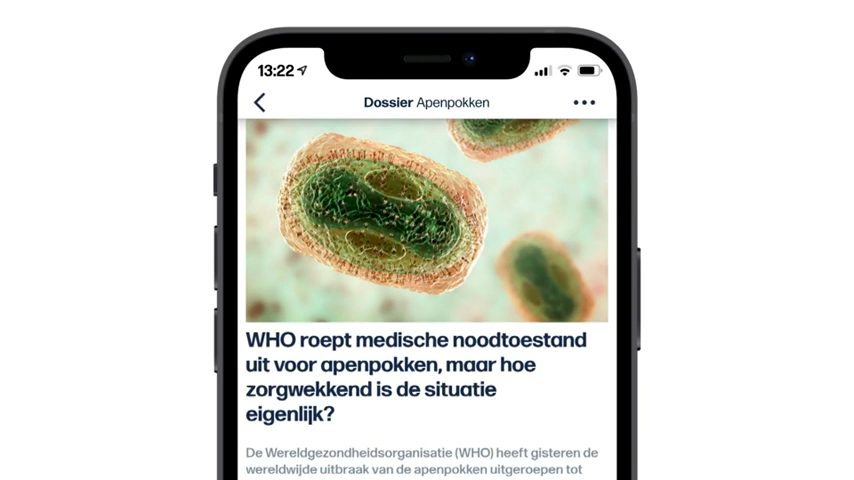 13:22
Dossier Apenpokken
WHO roept medische noodtoestand
uit voor apenpokken, maar hoe
zorgwekkend is de situatie
eigenlijk?
De Wereldgezondheidsorganisatie (WHO) heeft gisteren de
wereldwijde uitbraak van de apenpokken uitgeroepen tot